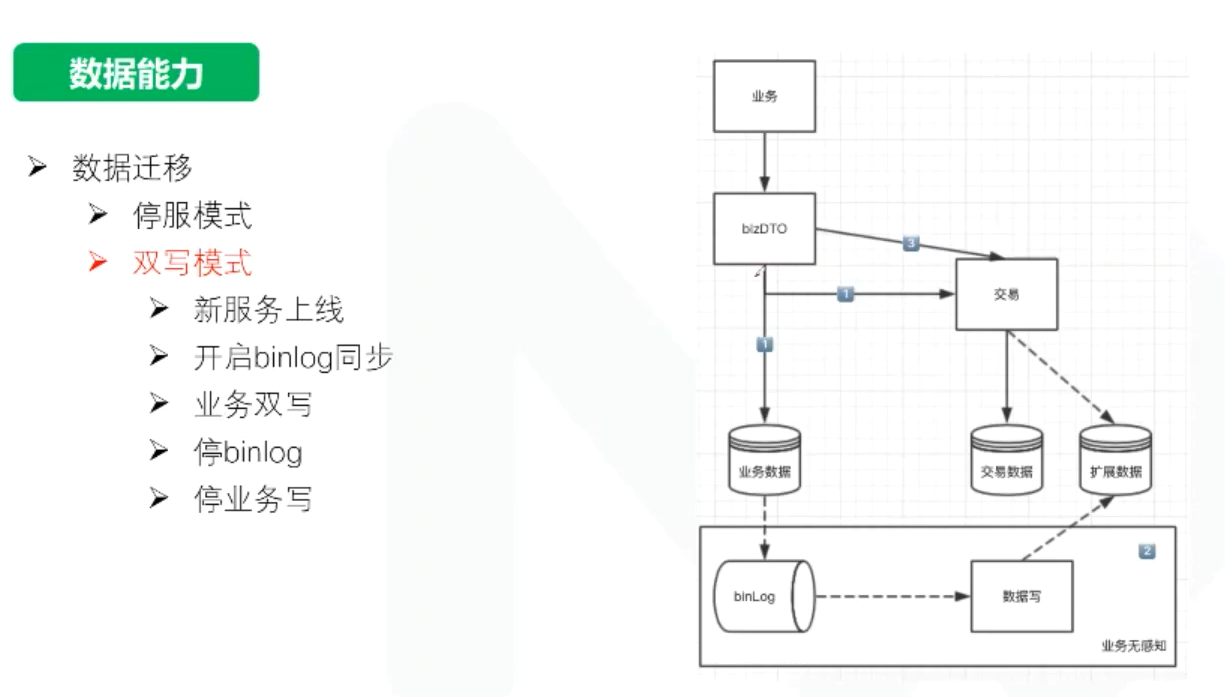 数据能力
数据迁移
停服模式
双写模式
新服务上线
开启binlog同步
业务双写
停binlog
停业务写
业务
bizDTO
3
交易
1
1
业务数据
交易数据
扩展数据
2
binLog
数据写
业务无感知